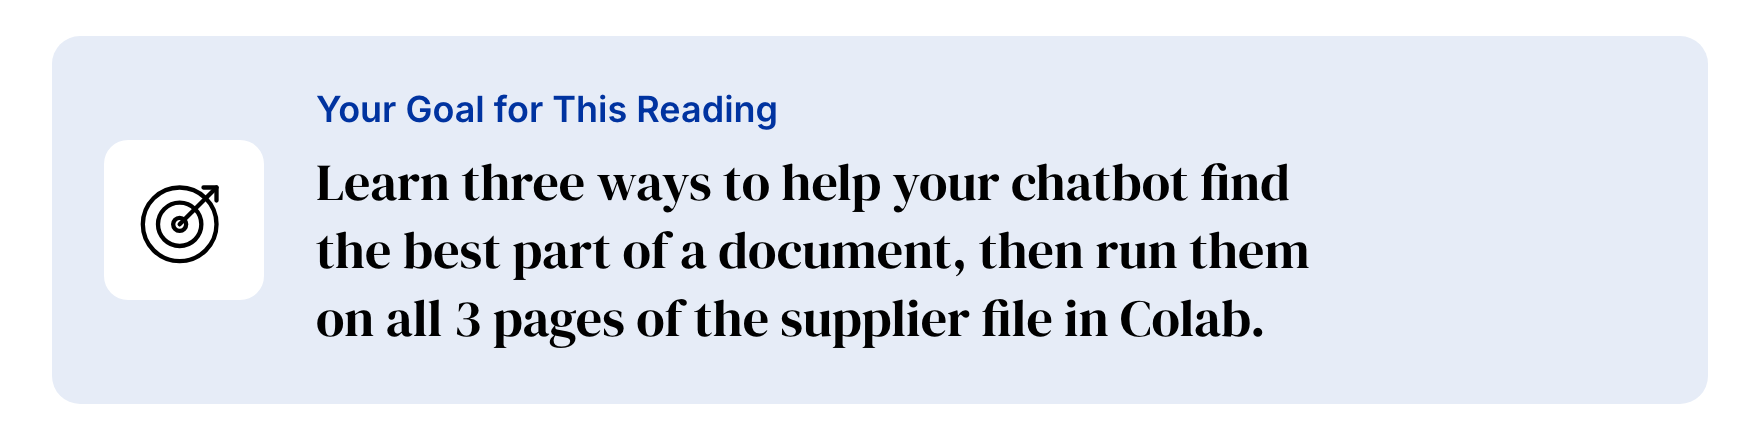 Your Goal for This Reading
Learn three ways to help your chatbot find
the best part of a document, then run them
on all 3 pages of the supplier file in Colab.